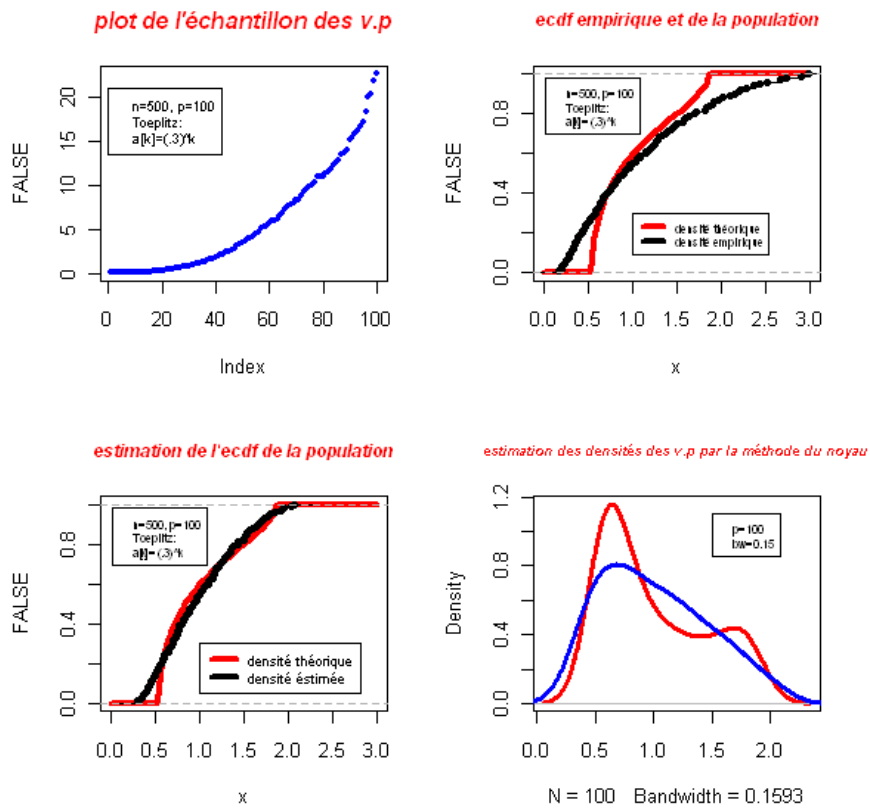 plot de l'échantillon des v.p
n=500, p=100
Toeplitz:
a[k]=(.3)^k
FALSE
0 5 10 15 20
0 20 40 60 80 100
Index
ecdf empirique et de la population
n=500, p=100
Toeplitz:
densité théorique
densité empirique
FALSE
0.0 0.4 0.8
0.0 0.5 1.0 1.5 2.0 2.5 3.0
x
estimation de l'ecdf de la population
n=500, p=100
Toeplitz:
densité théorique
densité éstimée
FALSE
0.0 0.4 0.8
0.0 0.5 1.0 1.5 2.0 2.5 3.0
x
estimation des densités des v.p par la méthode du noyau
p=100
bw=0.15
Density
0.0 0.4 0.8 1.2
0.0 0.5 1.0 1.5 2.0
N = 100 Bandwidth = 0.1593